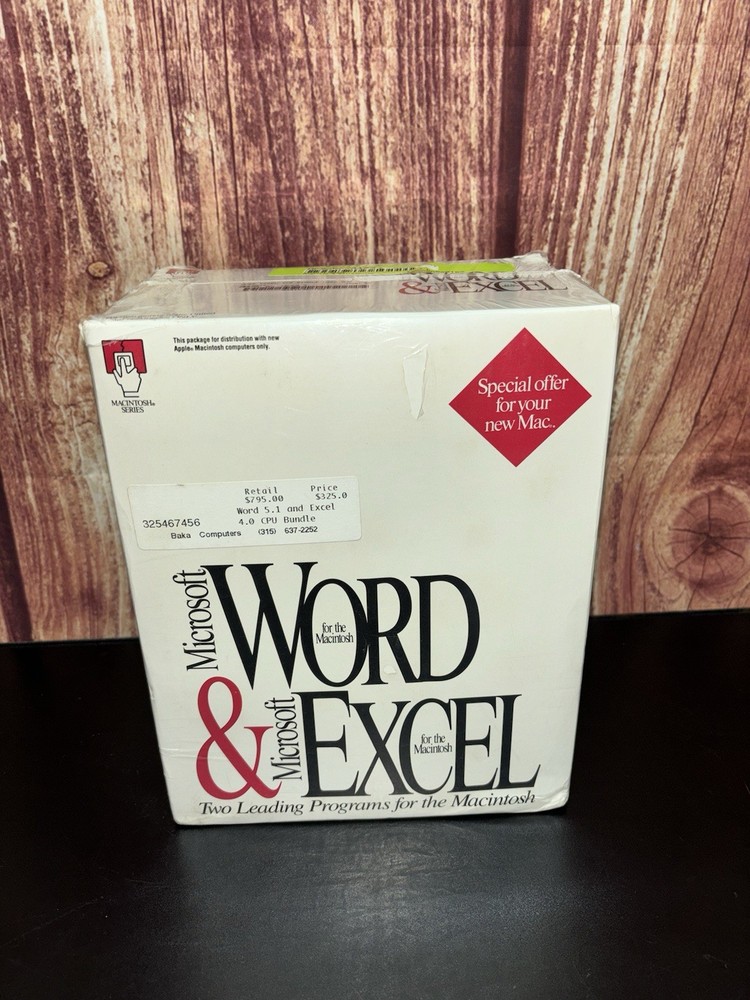 & EXCEL
This package for distribution with new
Apple® Macintosh computers only.
MACINTOSH®
SERIES
Special offer
for your
new Mac™.
Retail Price
$795.00 $325.0
Word 5.1 and Excel
325467456 4.0 CPU Bundle
Baka Computers (315) 637-2252
Microsoft
WORD
for the
Macintosh
&
Microsoft
EXCEL
for the
Macintosh
Two Leading Programs for the Macintosh